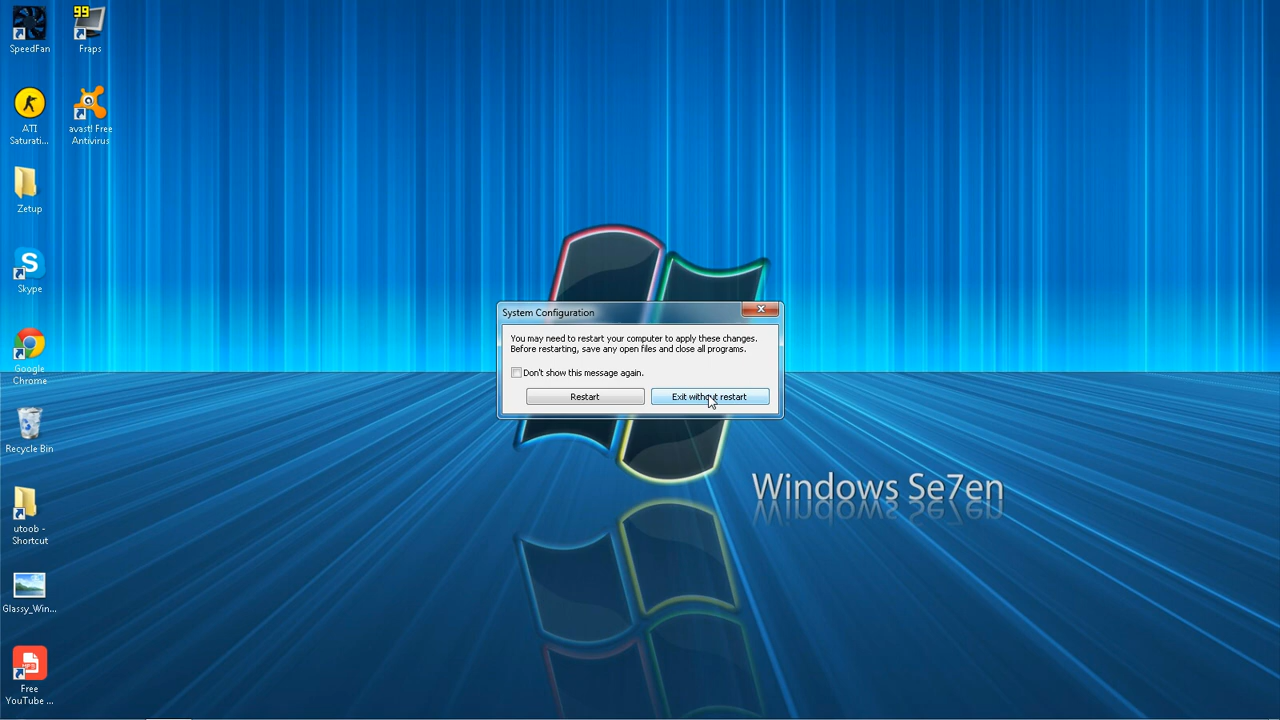 99
SpeedFan
Fraps
ATI
Saturati...
avast! Free
Antivirus
Zetup
Skype
Google
Chrome
Recycle Bin
utoob -
Shortcut
Glassy_Win...
Free
YouTube ...
System Configuration
You may need to restart your computer to apply these changes.
Before restarting, save any open files and close all programs.
Don't show this message again.
Restart
Exit without restart
Windows Se7en